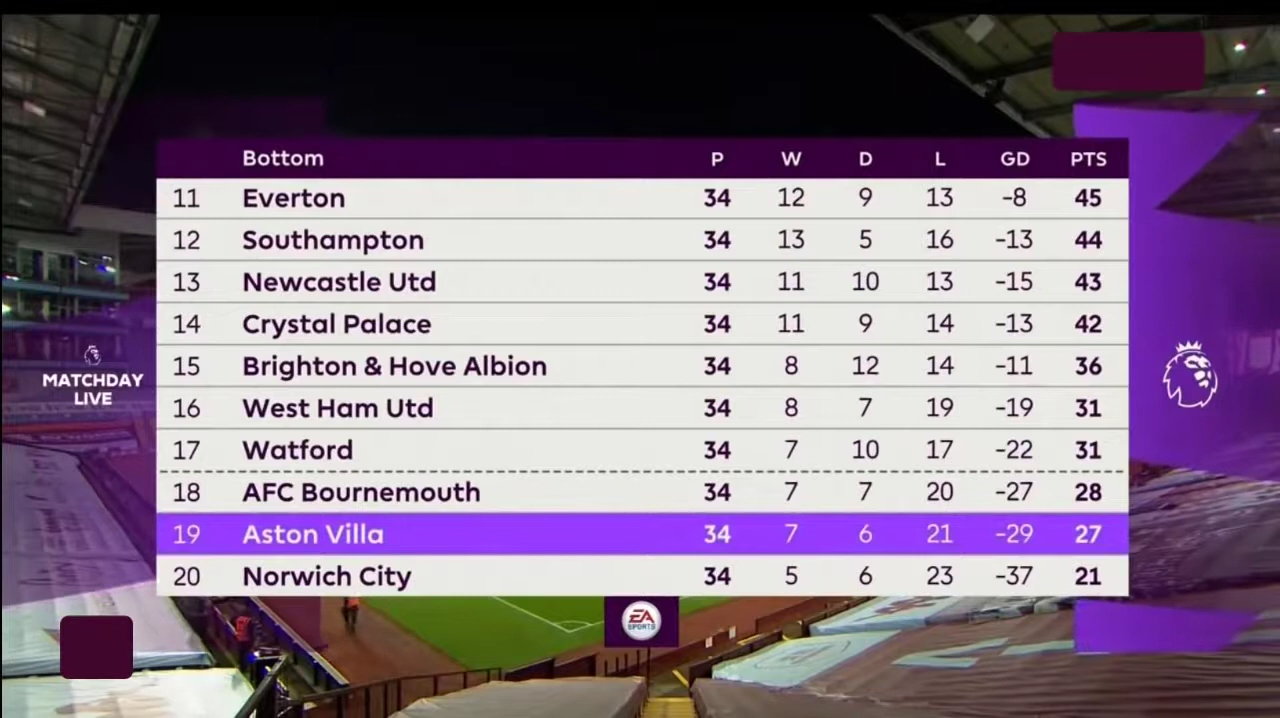 Bottom P W D L GD PTS
11 Everton 34 12 9 13 -8 45
12 Southampton 34 13 5 16 -13 44
13 Newcastle Utd 34 11 10 13 -15 43
14 Crystal Palace 34 11 9 14 -13 42
15 Brighton & Hove Albion 34 8 12 14 -11 36
16 West Ham Utd 34 8 7 19 -19 31
17 Watford 34 7 10 17 -22 31
18 AFC Bournemouth 34 7 7 20 -27 28
19 Aston Villa 34 7 6 21 -29 27
20 Norwich City 34 5 6 23 -37 21
MATCHDAY
LIVE
EA
SPORTS